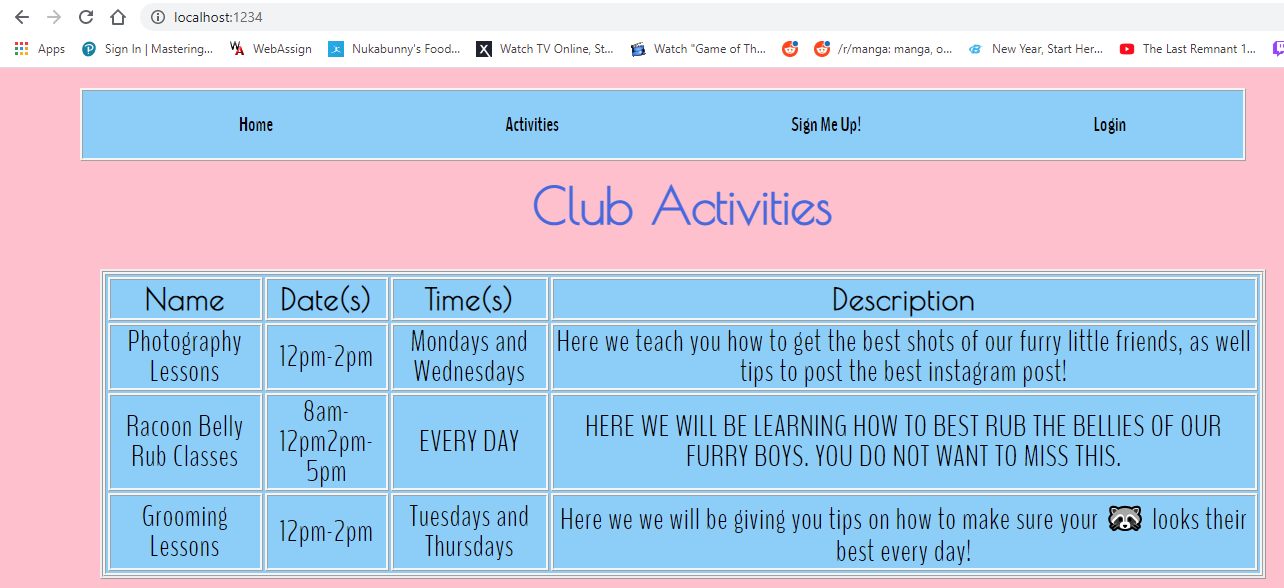 localhost:1234
Apps Sign In | Mastering... WebAssign Nukabunny's Food... Watch TV Online, St... Watch "Game of Th... /r/manga: manga, o... New Year, Start Her... The Last Remnant 1...
Home Activities Sign Me Up! Login
Club Activities
Name Date(s) Time(s) Description
Photography
Lessons
12pm-2pm
Mondays and
Wednesdays
Here we teach you how to get the best shots of our furry little friends, as well
tips to post the best instagram post!
Racoon Belly
Rub Classes
8am-
12pm2pm-
5pm
EVERY DAY
HERE WE WILL BE LEARNING HOW TO BEST RUB THE BELLIES OF OUR
FURRY BOYS. YOU DO NOT WANT TO MISS THIS.
Grooming
Lessons
12pm-2pm
Tuesdays and
Thursdays
Here we we will be giving you tips on how to make sure your 🦝 looks their
best every day!